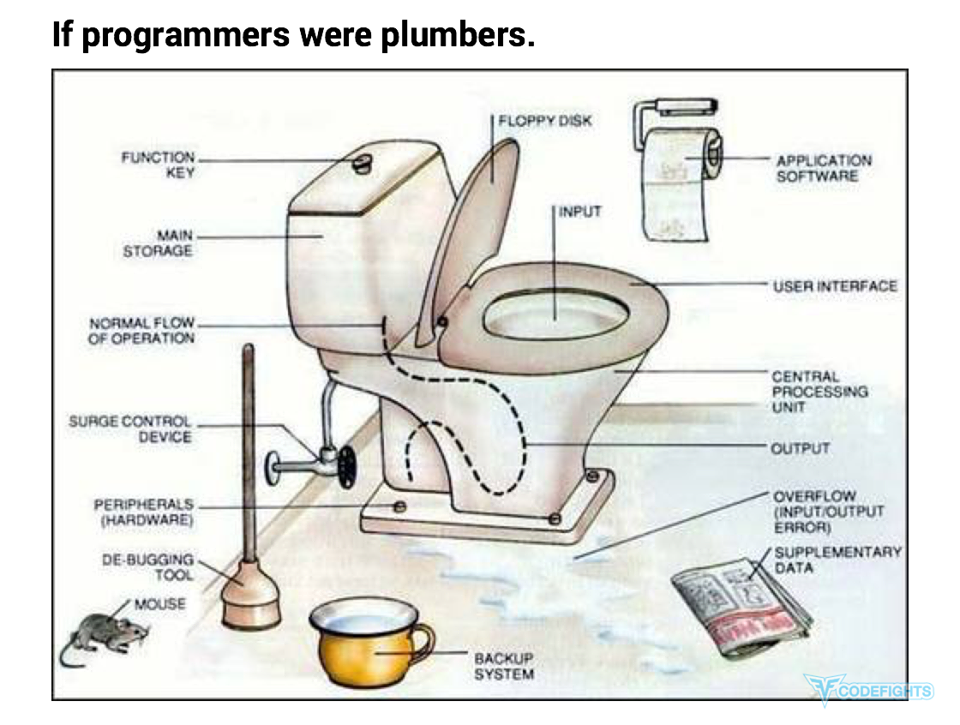 If programmers were plumbers.
FLOPPY DISK
FUNCTION
KEY
APPLICATION
SOFTWARE
INPUT
MAIN
STORAGE
USER INTERFACE
NORMAL FLOW
OF OPERATION
CENTRAL
PROCESSING
UNIT
SURGE CONTROL
DEVICE
OUTPUT
PERIPHERALS
(HARDWARE)
OVERFLOW
(INPUT/OUTPUT
ERROR)
SUPPLEMENTARY
DATA
DE-BUGGING
TOOL
MOUSE
BACKUP
SYSTEM
CODEFIGHTS